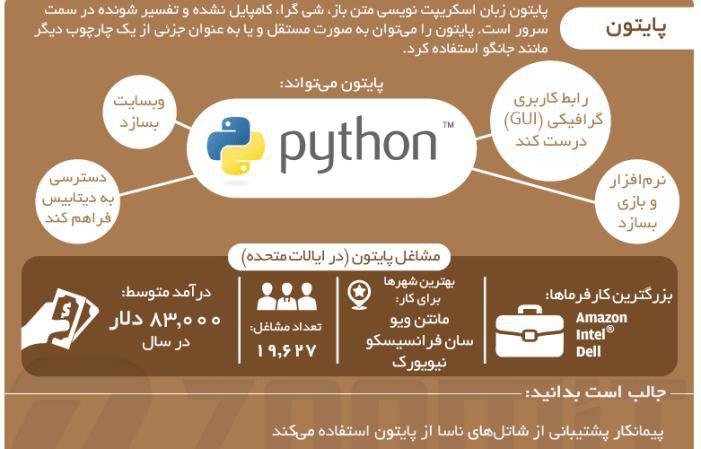 پایتون
پایتون زبان اسکریپت نویسی متن باز، شی گرا، کامپایل نشده و تفسیر شونده در سمت
سرور است. پایتون را می‌توان به صورت مستقل و یا به عنوان جزئی از یک چارچوب دیگر
مانند جانگو استفاده کرد.
پایتون می‌تواند:
رابط کاربری
گرافیکی (GUI)
درست کند
وبسایت
بسازد
python™
نرم‌افزار
و بازی
بسازد
دسترسی
به دیتابیس
فراهم کند
مشاغل پایتون (در ایالات متحده)
بزرگترین کارفرماها:
Amazon
Intel®
Dell
بهترین شهرها
برای کار:
مانتن ویو
سان فرانسیسکو
نیویورک
تعداد مشاغل:
۱۹,۶۲۷
درآمد متوسط:
۸۳,۰۰۰ دلار
در سال
جالب است بدانید:
پیمانکار پشتیبانی از شاتل‌های ناسا از پایتون استفاده می‌کند